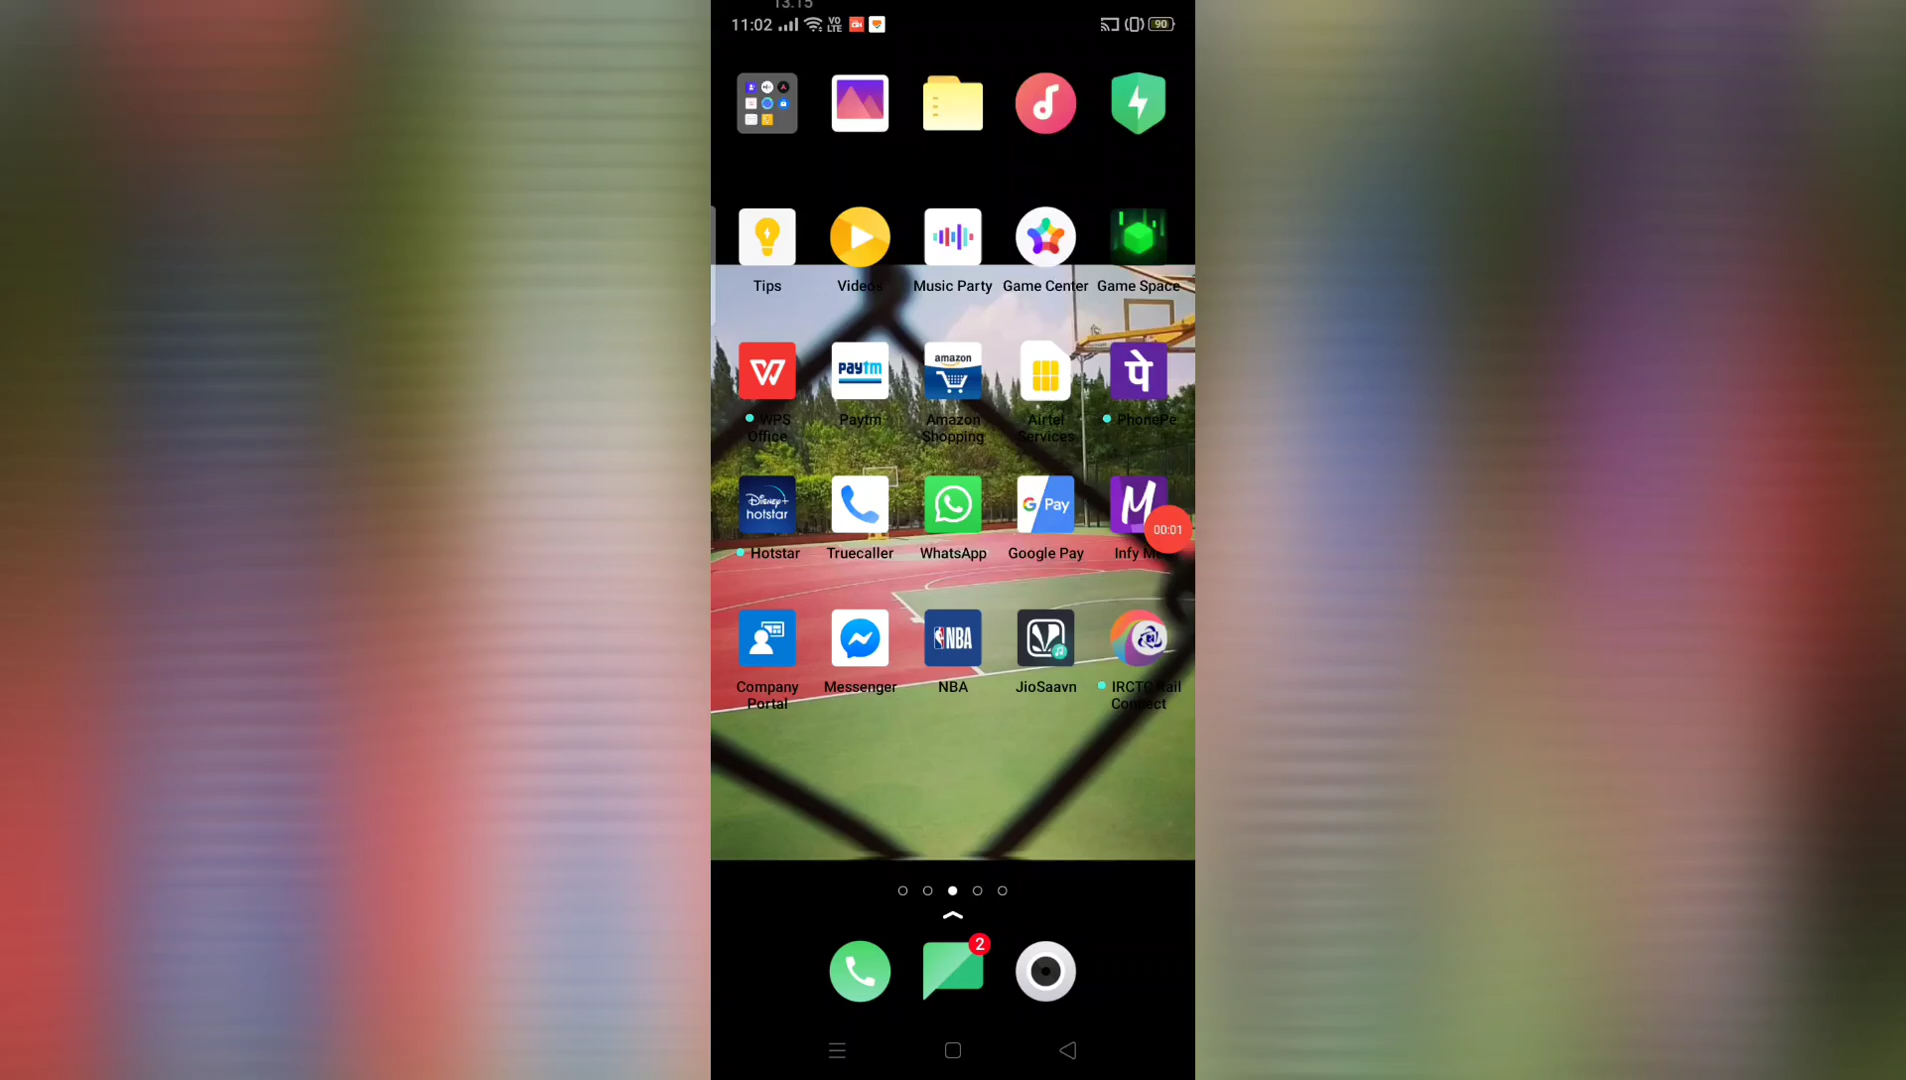 13.15
11:02 VO LTE 90
Tips Videos Music Party Game Center Game Space
paytm amazon पे
WPS Office Paytm Amazon Shopping Airtel Services PhonePe
Disney+ hotstar G Pay M 00:01
Hotstar Truecaller WhatsApp Google Pay Infy
NBA
Company Portal Messenger NBA JioSaavn IRCTC Rail Connect
2